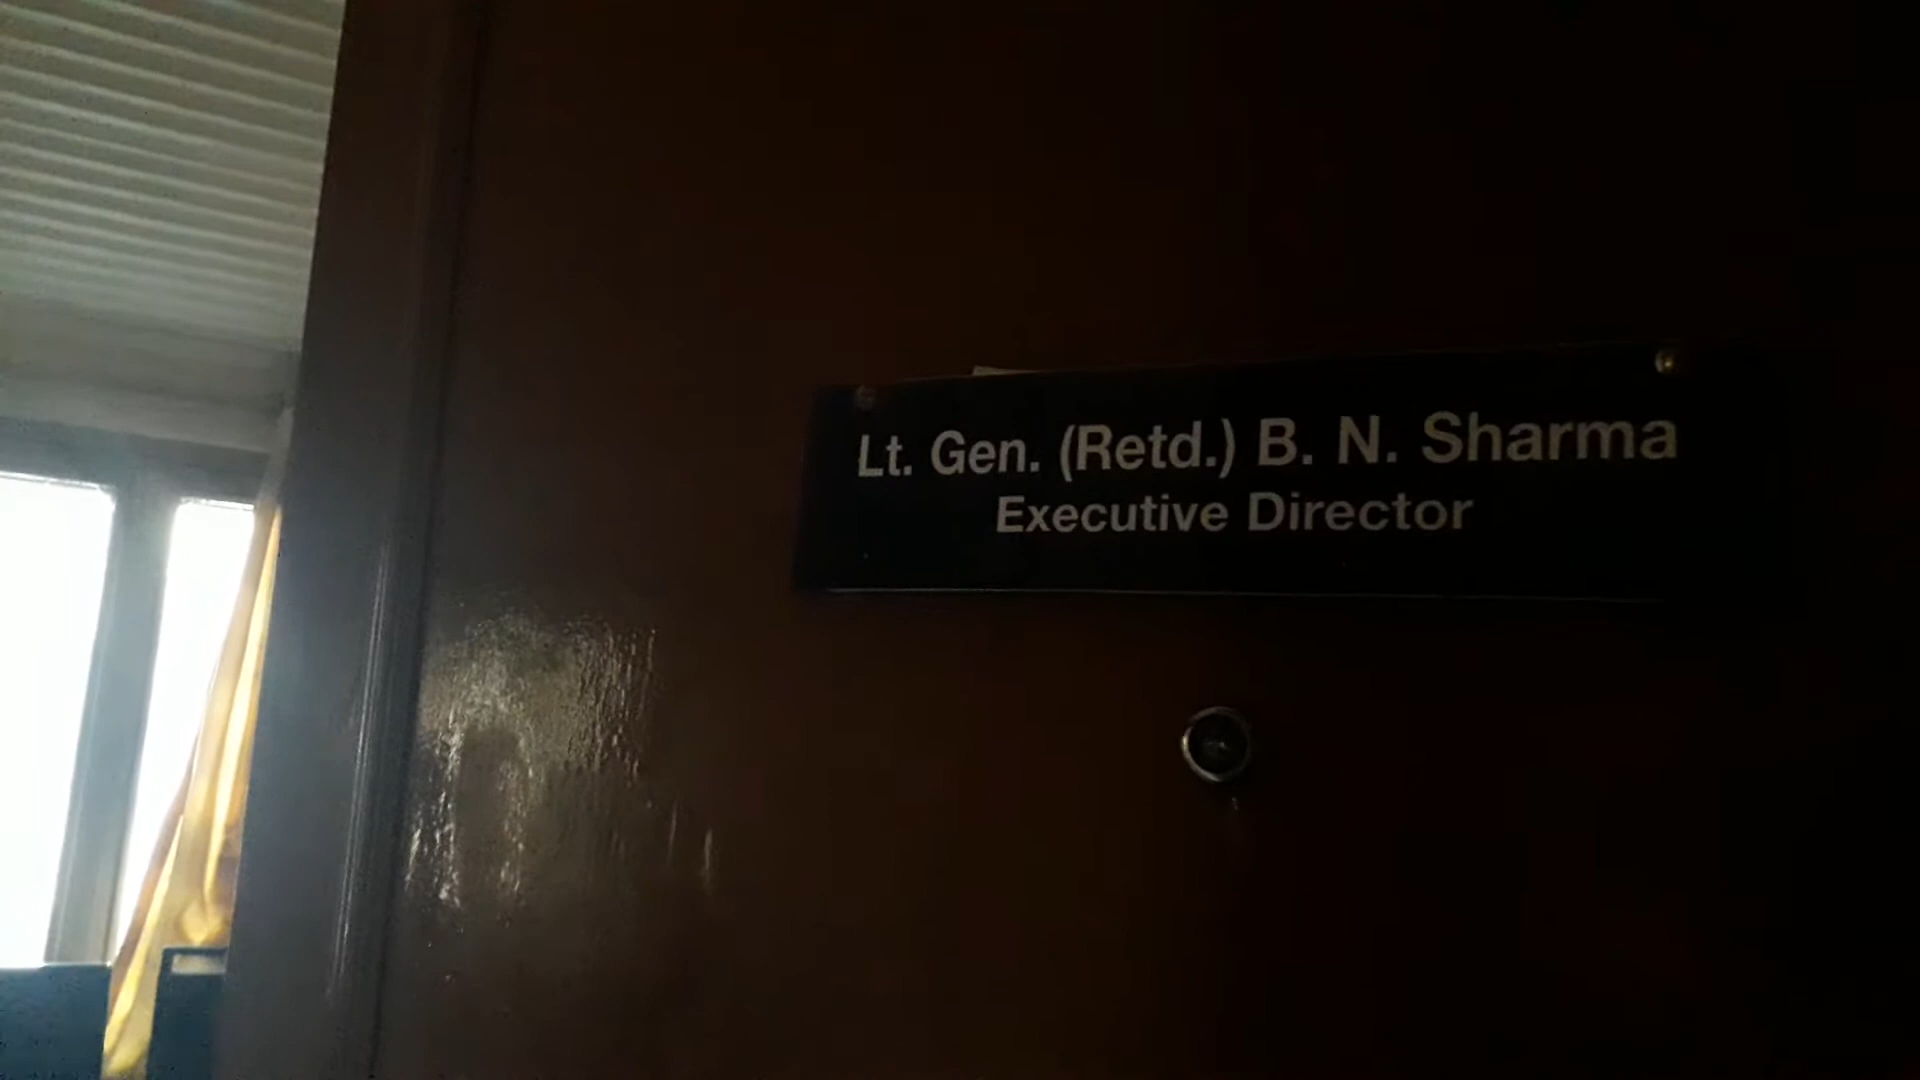 Lt. Gen. (Retd.) B. N. Sharma
Executive Director